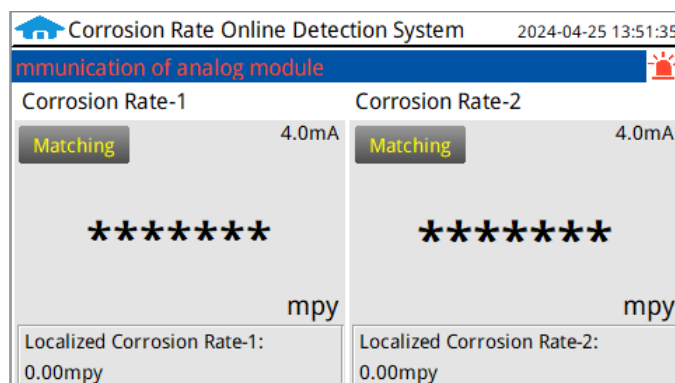 Corrosion Rate Online Detection System 2024-04-25 13:51:35
mmunication of analog module
Corrosion Rate-1 Corrosion Rate-2
Matching 4.0mA Matching 4.0mA
******* *******
mpy mpy
Localized Corrosion Rate-1: Localized Corrosion Rate-2:
0.00mpy 0.00mpy